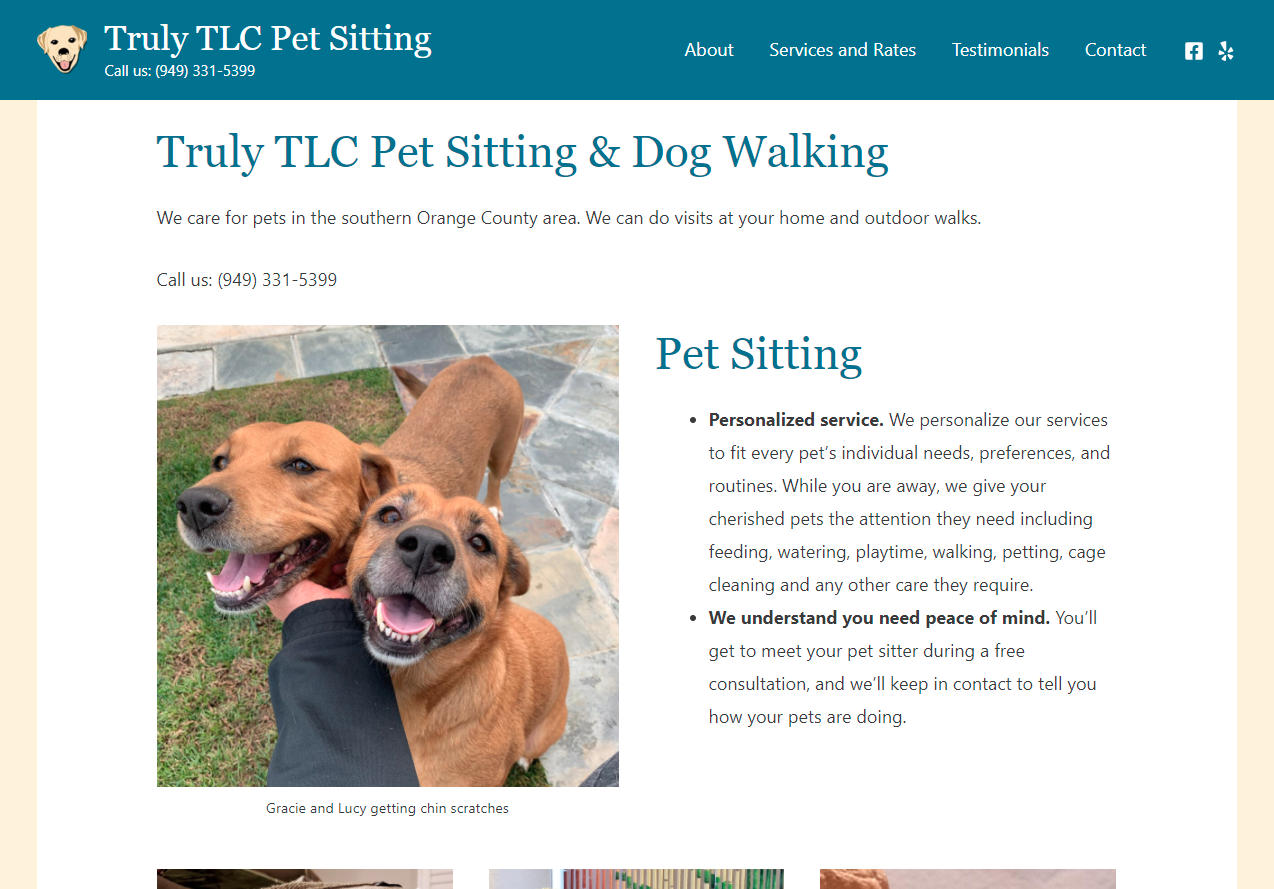 Truly TLC Pet Sitting
Call us: (949) 331-5399
About
Services and Rates
Testimonials
Contact
Truly TLC Pet Sitting & Dog Walking
We care for pets in the southern Orange County area. We can do visits at your home and outdoor walks.
Call us: (949) 331-5399
Pet Sitting
• Personalized service. We personalize our services
to fit every pet’s individual needs, preferences, and
routines. While you are away, we give your
cherished pets the attention they need including
feeding, watering, playtime, walking, petting, cage
cleaning and any other care they require.
• We understand you need peace of mind. You’ll
get to meet your pet sitter during a free
consultation, and we’ll keep in contact to tell you
how your pets are doing.
Gracie and Lucy getting chin scratches